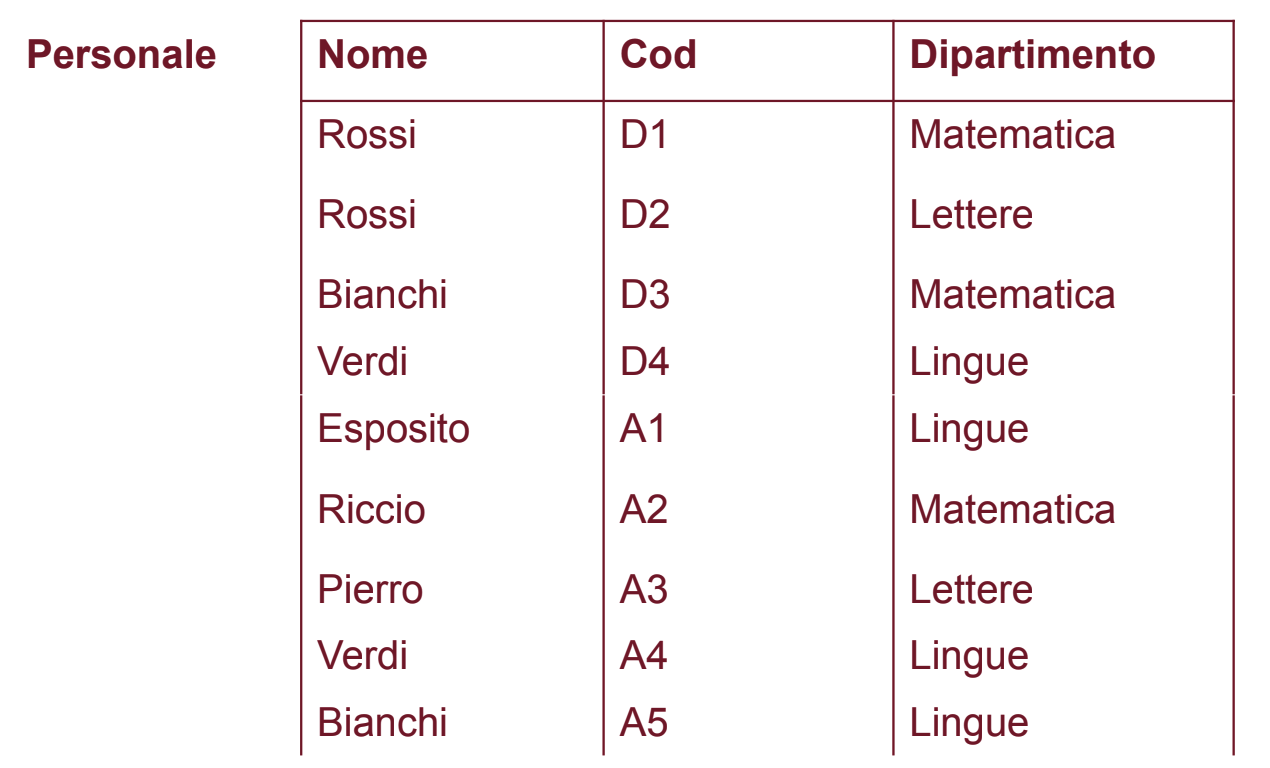 Personale Nome Cod Dipartimento
Rossi D1 Matematica
Rossi D2 Lettere
Bianchi D3 Matematica
Verdi D4 Lingue
Esposito A1 Lingue
Riccio A2 Matematica
Pierro A3 Lettere
Verdi A4 Lingue
Bianchi A5 Lingue